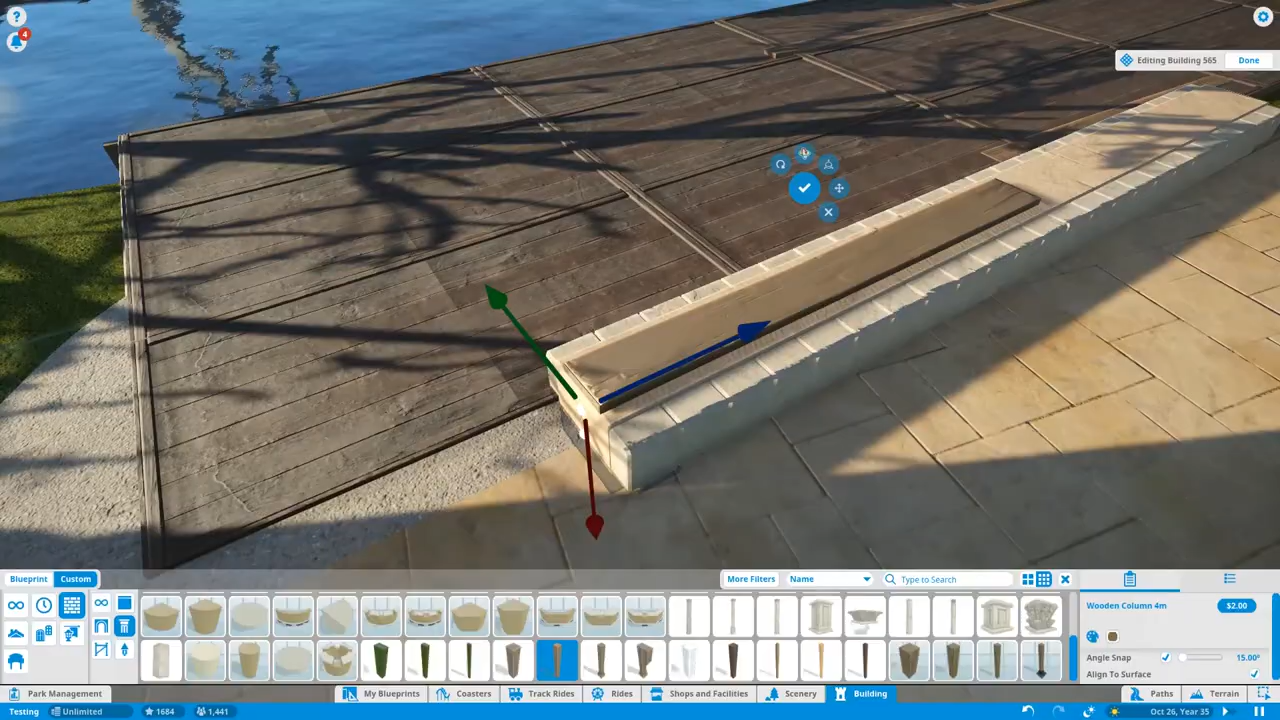 ?
4
Editing Building 565
Done
Blueprint
Custom
More Filters
Name
Type to Search
Wooden Column 4m
$2.00
Angle Snap
15.00°
Align To Surface
Park Management
My Blueprints
Coasters
Track Rides
Rides
Shops and Facilities
Scenery
Building
Paths
Terrain
Testing
Unlimited
1684
1,441
Oct 26, Year 35